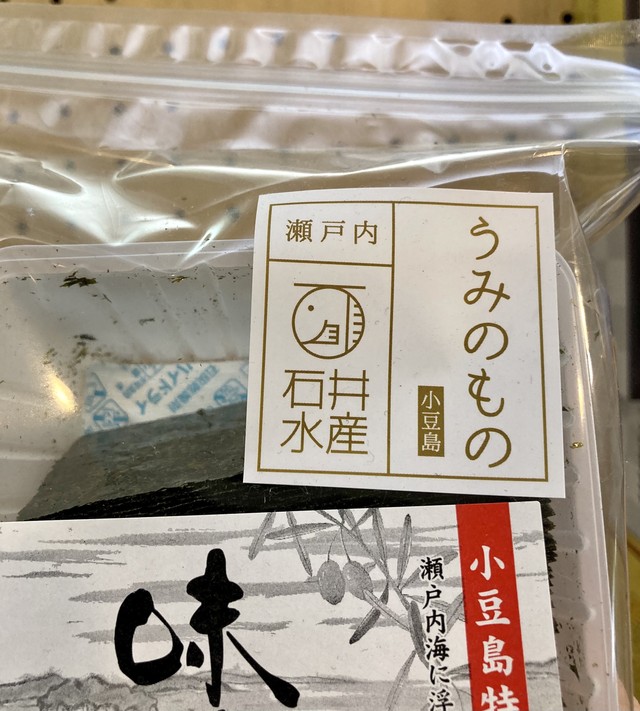 うみのもの
小豆島
瀬戸内
石井
水産
小豆島特
瀬戸内海に浮
味